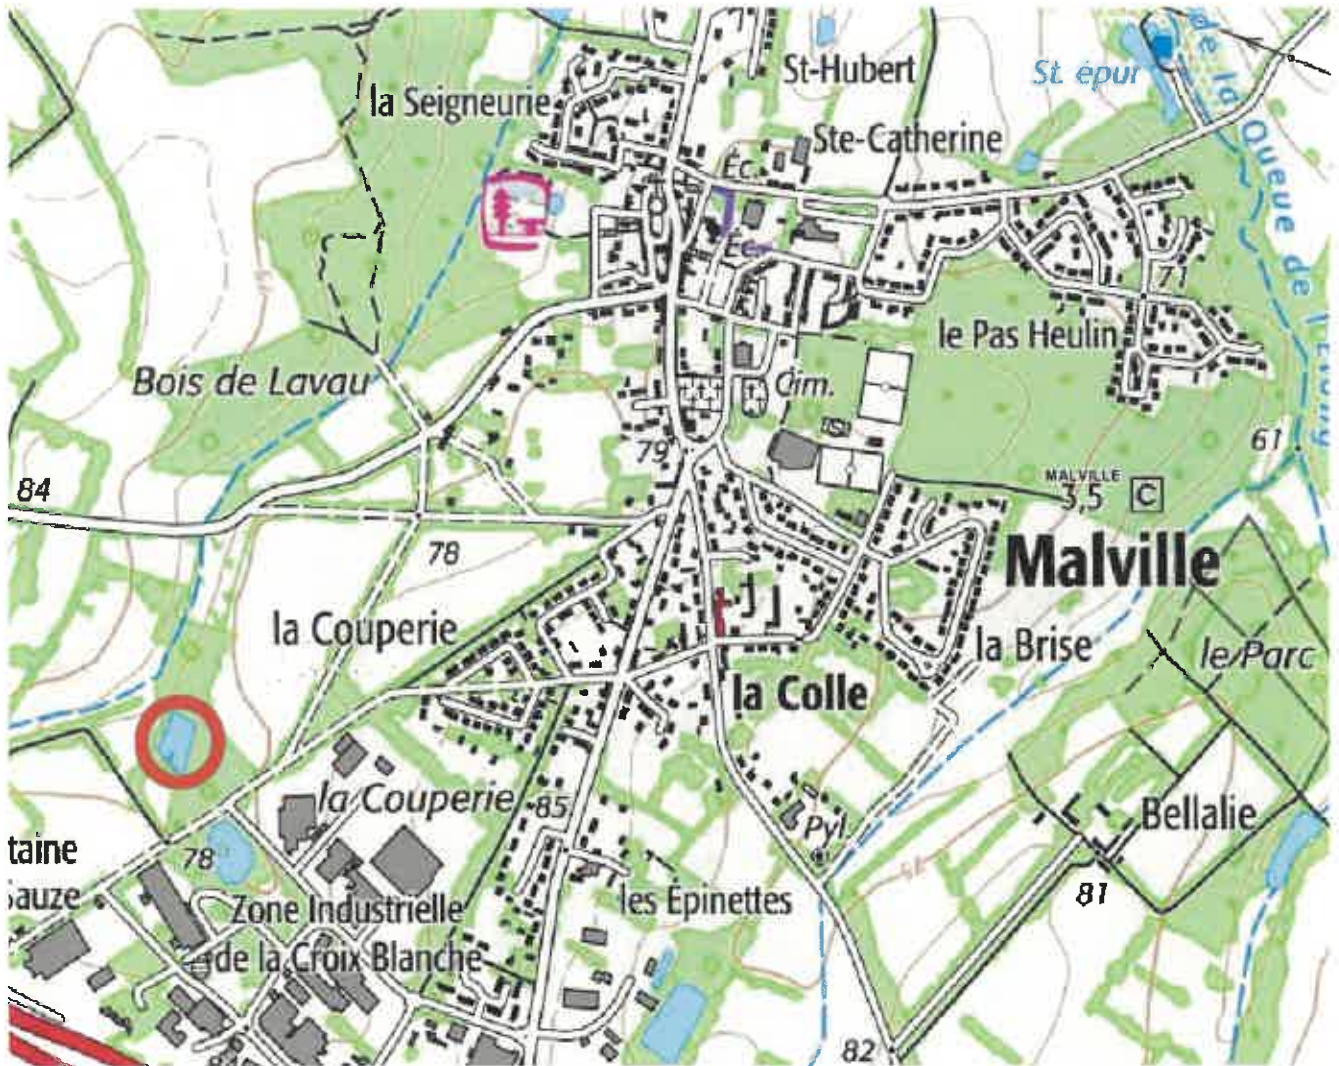 St-Hubert
St. épur
la Seigneurie
Ste-Catherine
de la Queue de
Éc.
Éc.
71
le Pas Heulin
Bois de Lavau
Cim.
79
61
84
MALVILLE
3,5 C
78
Malville
la Couperie
la Brise
le Parc
la Colle
la Couperie
85
Bellalie
Pyl.
taine
78
auze
81
les Épinettes
Zone Industrielle
de la Croix Blanche
82